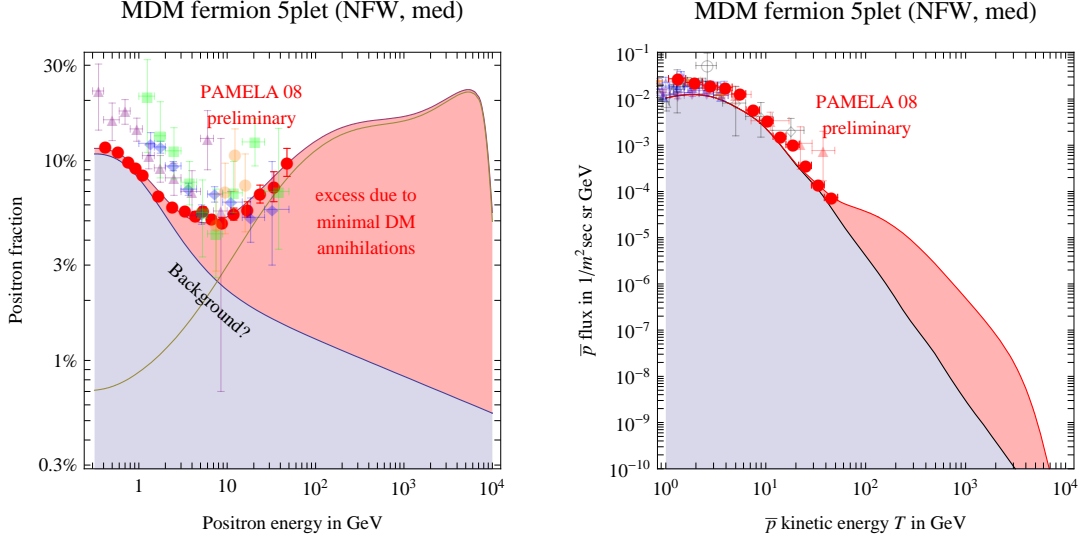 MDM fermion 5plet (NFW, med)
30%
10%
3%
1%
0.3%
Positron fraction
PAMELA 08
preliminary
excess due to
minimal DM
annihilations
Background?
1
10
10²
10³
10⁴
Positron energy in GeV
MDM fermion 5plet (NFW, med)
10⁻¹
10⁻²
10⁻³
10⁻⁴
10⁻⁵
10⁻⁶
10⁻⁷
10⁻⁸
10⁻⁹
10⁻¹⁰
p̅ flux in 1/m² sec sr GeV
PAMELA 08
preliminary
10⁰
10¹
10²
10³
10⁴
p̅ kinetic energy T in GeV